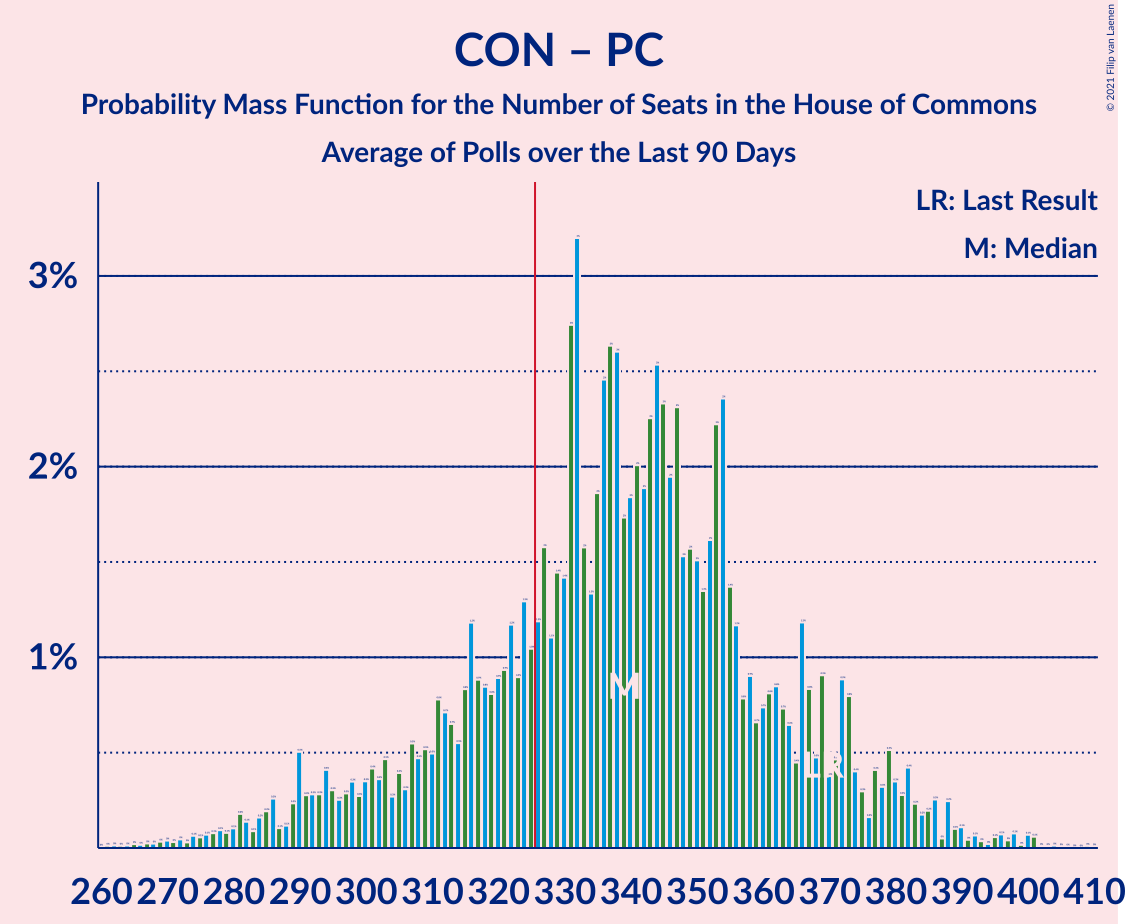 CON – PC
Probability Mass Function for the Number of Seats in the House of Commons
Average of Polls over the Last 90 Days
© 2021 Filip van Laenen
LR: Last Result
M: Median
3%
2%
1%
M
LR
260 270 280 290 300 310 320 330 340 350 360 370 380 390 400 410